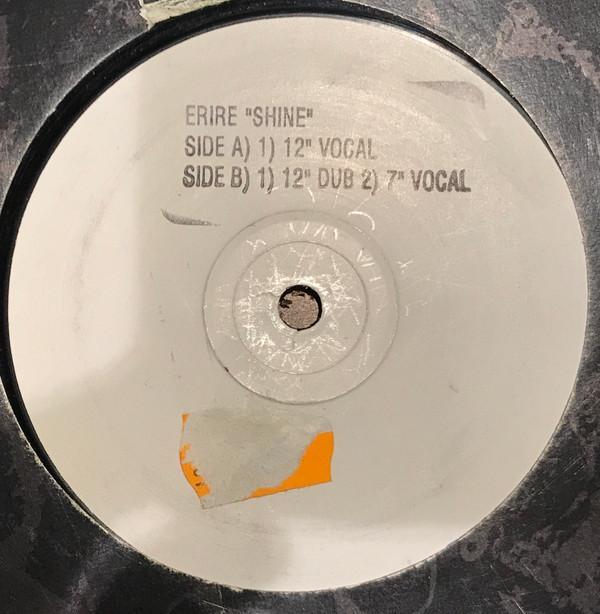 ERIRE "SHINE"
SIDE A) 1) 12" VOCAL
SIDE B) 1) 12" DUB 2) 7" VOCAL